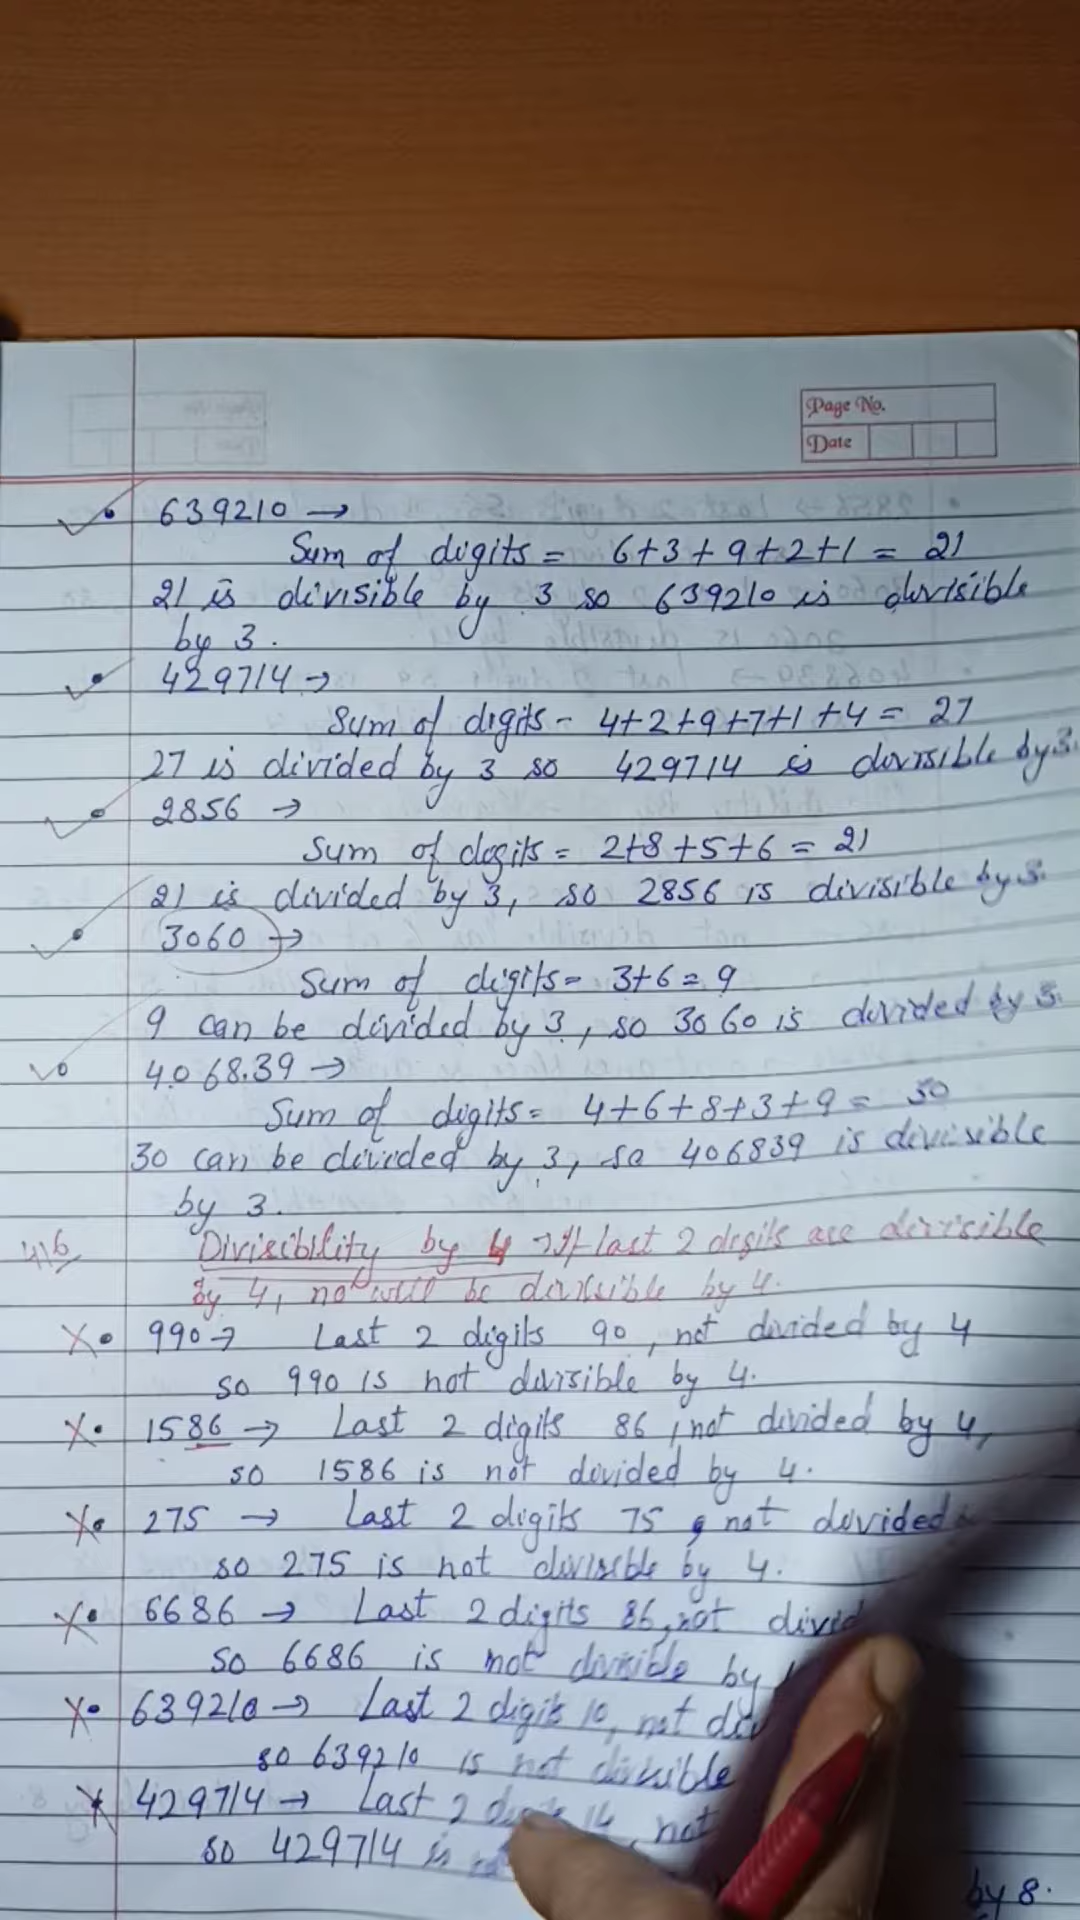 Page No.
Date
639210 →
Sum of digits = 6+3+9+2+1 = 21
21 is divisible by 3 so 639210 is divisible
by 3.
429714 →
Sum of digits - 4+2+9+7+1+4 = 27
27 is divided by 3 so 429714 is divisible by 3.
2856 →
Sum of digits = 2+8+5+6 = 21
21 is divided by 3, so 2856 is divisible by 3.
3060 →
Sum of digits = 3+6 = 9
9 can be divided by 3, so 3060 is divided by 3.
406839 →
Sum of digits = 4+6+8+3+9 = 30
30 can be divided by 3, so 406839 is divisible
by 3.
Divisibility by 4 → If last 2 digits are divisible
by 4, no will be divisible by 4.
X • 990 → Last 2 digits 90, not divided by 4
so 990 is not divisible by 4.
X • 1586 → Last 2 digits 86, not divided by 4,
so 1586 is not divided by 4.
X • 275 → Last 2 digits 75, not divided
so 275 is not divisible by 4.
X • 6686 → Last 2 digits 86, not divid
so 6686 is not divisible by
X • 639210 → Last 2 digits 10, not
so 639210 is not divisible
X 429714 → Last 2 14, not
so 429714 is
by 8.